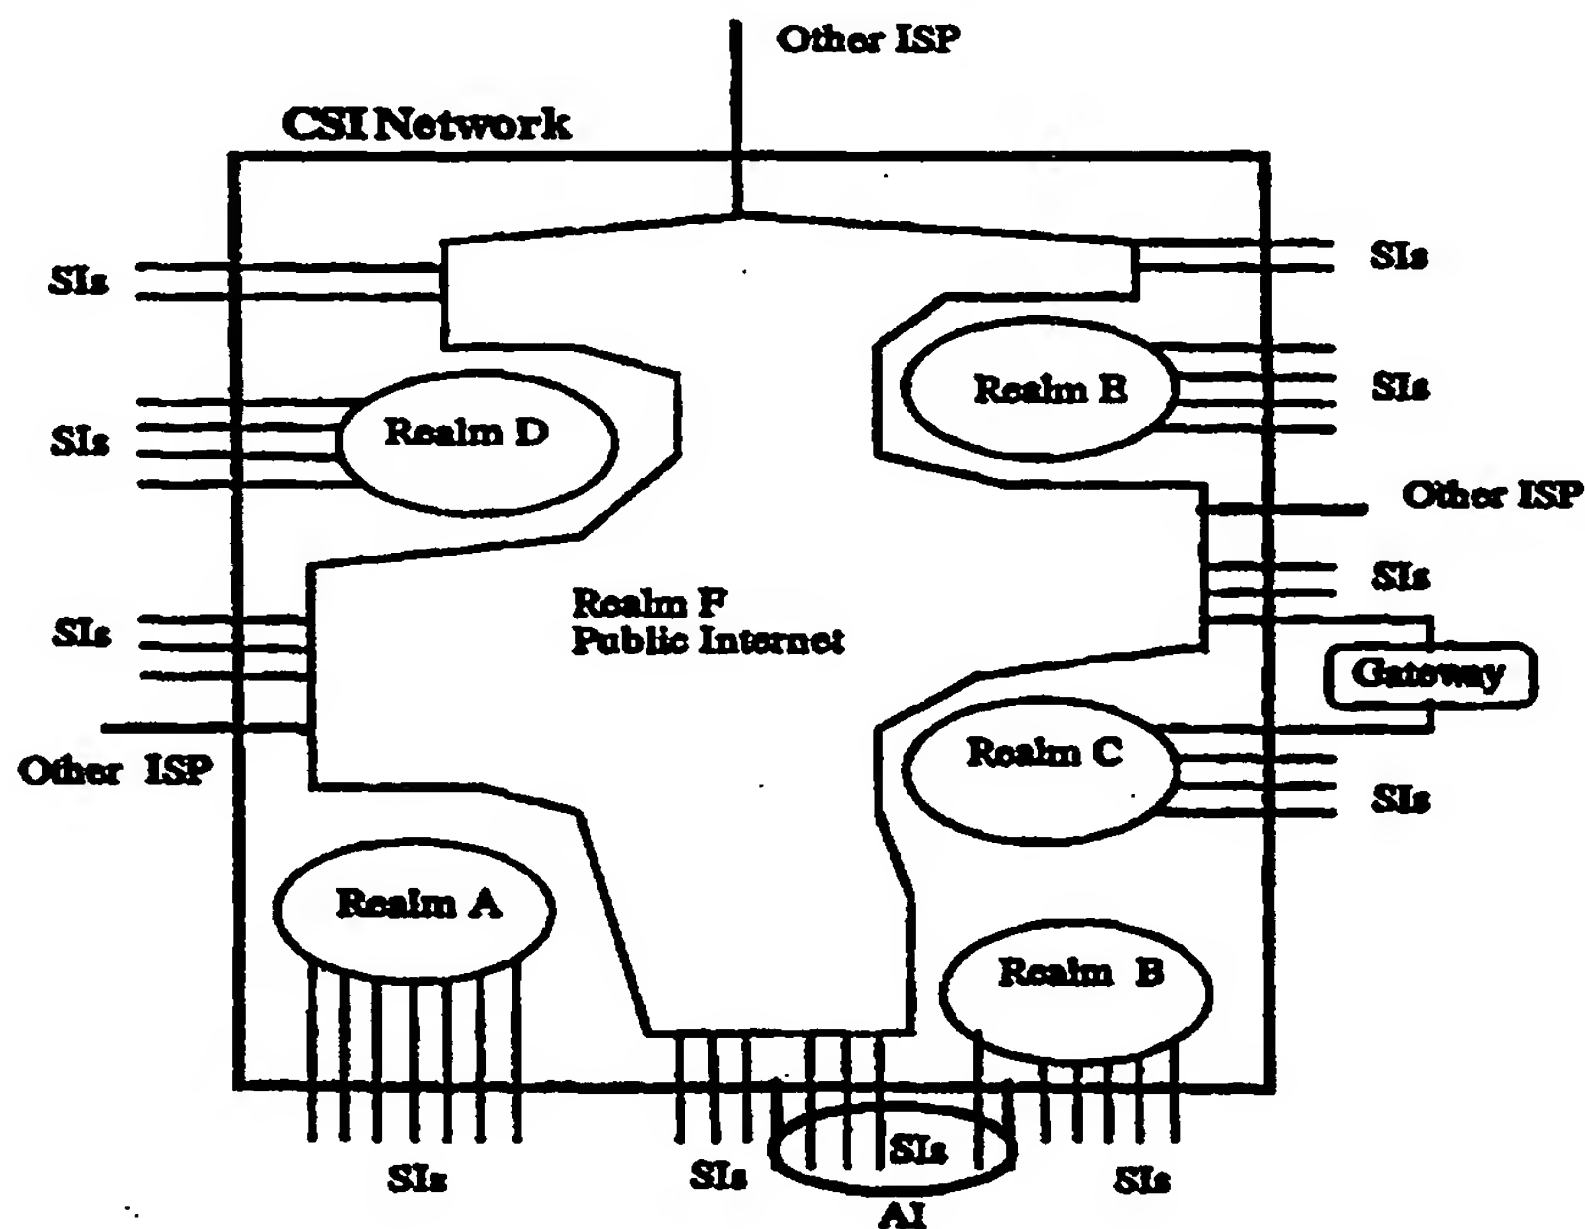 Other ISP
CSI Network
SIs
SIs
Realm E
SIs
Realm D
SIs
Other ISP
SIs
Realm F
Public Internet
SIs
Gateway
Realm C
Other ISP
SIs
Realm A
Realm B
SIs
SIs
SIs
SIs
AI